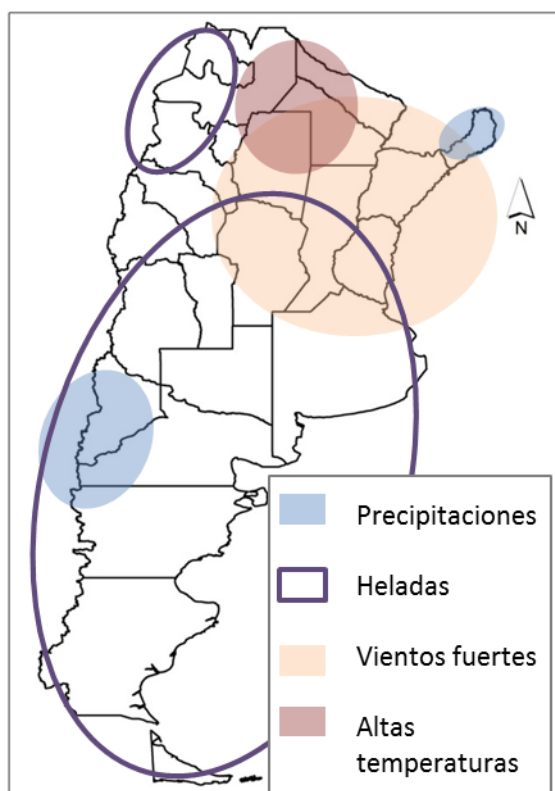 N
Precipitaciones
Heladas
Vientos fuertes
Altas
temperaturas